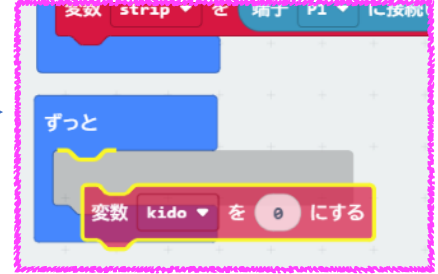 変数 strip ▼ を 端子 P1 ▼ に接続
ずっと
変数 kido ▼ を 0 にする